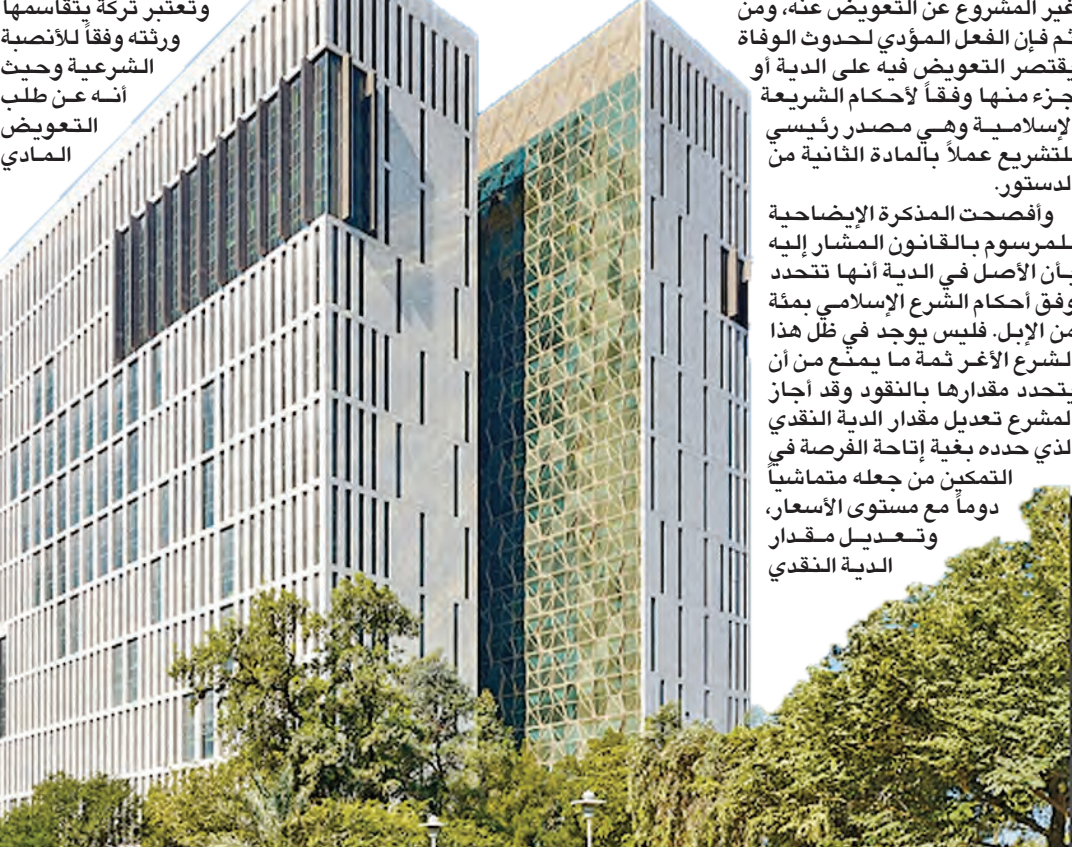 غير المشروع عن التعويض عنه، ومن
ثم فإن الفعل المؤدي لحدوث الوفاة
يقتصر التعويض فيه على الدية أو
جزء منها وفقاً لأحكام الشريعة
لإسلامية وهي مصدر رئيسي
للتشريع عملاً بالمادة الثانية من
لدستور.
وأفصحت المذكرة الإيضاحية
للمرسوم بالقانون المشار إليه
بأن الأصل في الدية أنها تتحدد
وفق أحكام الشرع الإسلامي بمئة
من الإبل. فليس يوجد في ظل هذا
لشرع الأغر ثمة ما يمنع من أن
يتحدد مقدارها بالنقود وقد أجاز
لمشرع تعديل مقدار الدية النقدي
لذي حدده بغية إتاحة الفرصة في
التمكين من جعله متماشياً
دوماً مع مستوى الأسعار،
وتعديل مقدار
الدية النقدي
وتعتبر تركة يتقاسمها
ورثته وفقاً للأنصبة
الشرعية وحيث
أنه عن طلب
التعويض
المادي